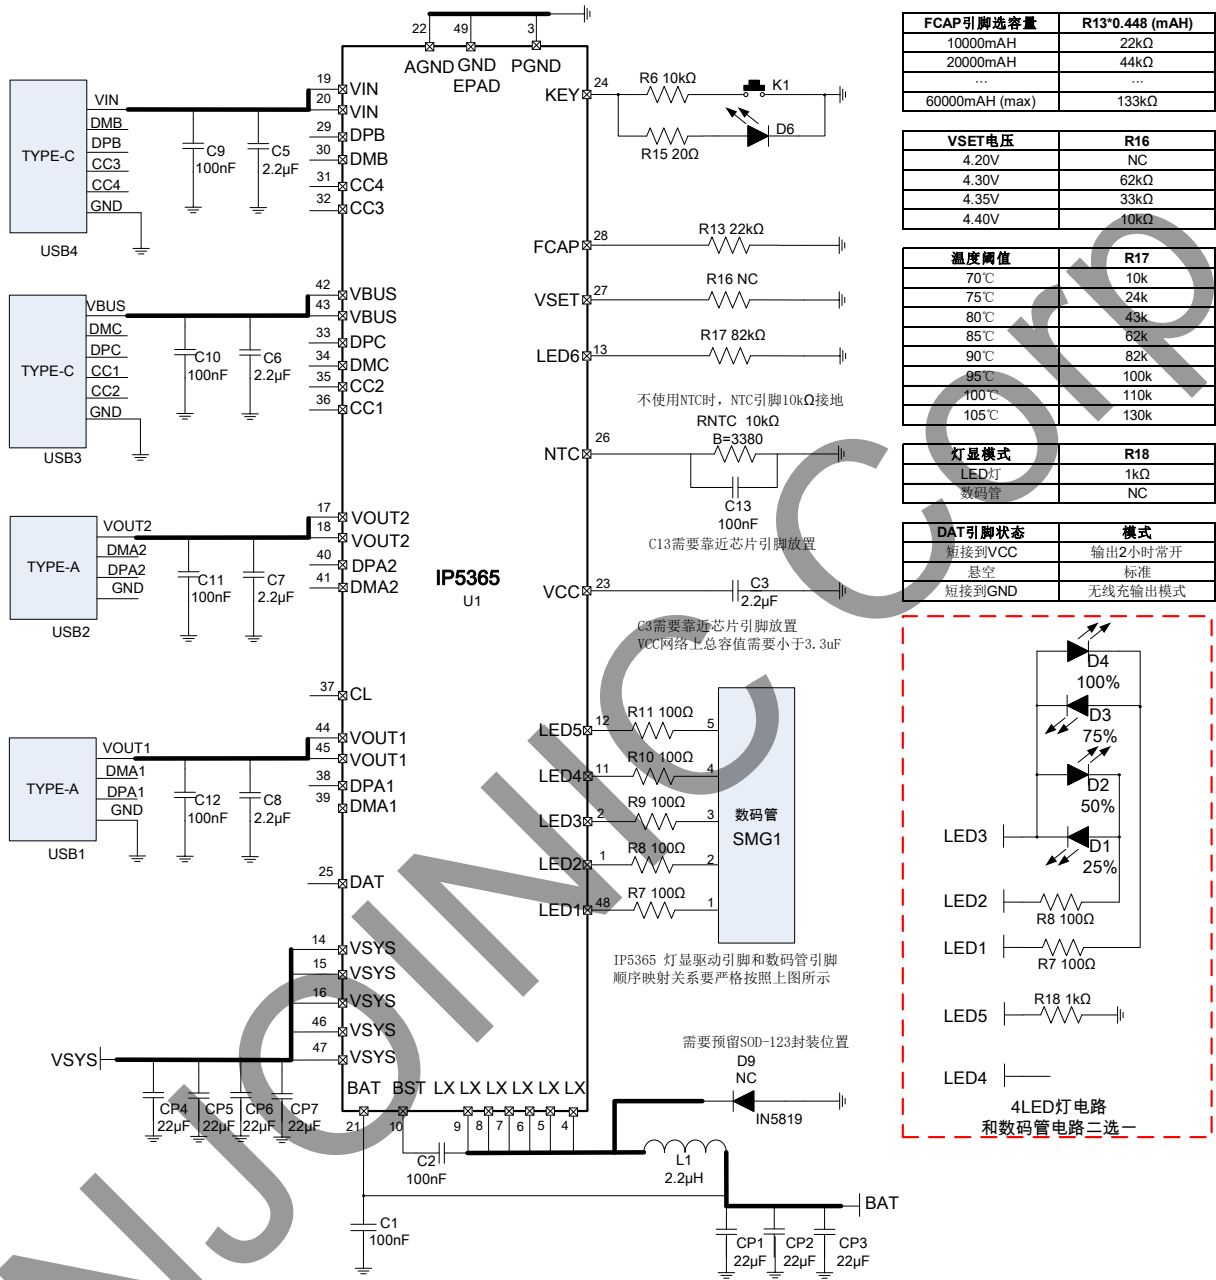 22 49 3
AGND GND PGND
EPAD
TYPE-C
VIN
DMB
DPB
CC3
CC4
GND
USB4
C9
100nF
C5
2.2μF
19 VIN
20 VIN
29 DPB
30 DMB
31 CC4
32 CC3
TYPE-C
VBUS
DMC
DPC
CC1
CC2
GND
USB3
C10
100nF
C6
2.2μF
42 VBUS
43 VBUS
33 DPC
34 DMC
35 CC2
36 CC1
TYPE-A
VOUT2
DMA2
DPA2
GND
USB2
C11
100nF
C7
2.2μF
17 VOUT2
18 VOUT2
40 DPA2
41 DMA2
37 CL
TYPE-A
VOUT1
DMA1
DPA1
GND
USB1
C12
100nF
C8
2.2μF
44 VOUT1
45 VOUT1
38 DPA1
39 DMA1
25 DAT
14 VSYS
15 VSYS
16 VSYS
46 VSYS
47 VSYS
VSYS
CP4
22μF
CP5
22μF
CP6
22μF
CP7
22μF
IP5365
U1
BAT BST LX LX LX LX LX LX
21 10 9 8 7 6 5 4
C2
100nF
C1
100nF
L1
2.2μH
需要预留SOD-123封装位置
D9
NC
IN5819
BAT
CP1
22μF
CP2
22μF
CP3
22μF
KEY 24
R6 10kΩ
K1
R15 20Ω
D6
FCAP 28
R13 22kΩ
VSET 27
R16 NC
LED6 13
R17 82kΩ
不使用NTC时，NTC引脚10kΩ接地
RNTC 10kΩ
B=3380
NTC 26
C13
100nF
C13需要靠近芯片引脚放置
VCC 23
C3
2.2μF
C3需要靠近芯片引脚放置
VCC网络上总容值需要小于3.3uF
LED5 12 R11 100Ω 5
LED4 11 R10 100Ω 4
LED3 2 R9 100Ω 3
LED2 1 R8 100Ω 2
LED1 48 R7 100Ω 1
数码管
SMG1
IP5365 灯显驱动引脚和数码管引脚
顺序映射关系要严格按照上图所示
FCAP引脚选容量 R13*0.448 (mAH)
10000mAH 22kΩ
20000mAH 44kΩ
... ...
60000mAH (max) 133kΩ
VSET电压 R16
4.20V NC
4.30V 62kΩ
4.35V 33kΩ
4.40V 10kΩ
温度阈值 R17
70℃ 10k
75℃ 24k
80℃ 43k
85℃ 62k
90℃ 82k
95℃ 100k
100℃ 110k
105℃ 130k
灯显模式 R18
LED灯 1kΩ
数码管 NC
DAT引脚状态 模式
短接到VCC 输出2小时常开
悬空 标准
短接到GND 无线充输出模式
D4
100%
D3
75%
D2
50%
D1
25%
LED3
LED2
R8 100Ω
LED1
R7 100Ω
LED5
R18 1kΩ
LED4
4LED灯电路
和数码管电路二选一
NJOINIC Corp